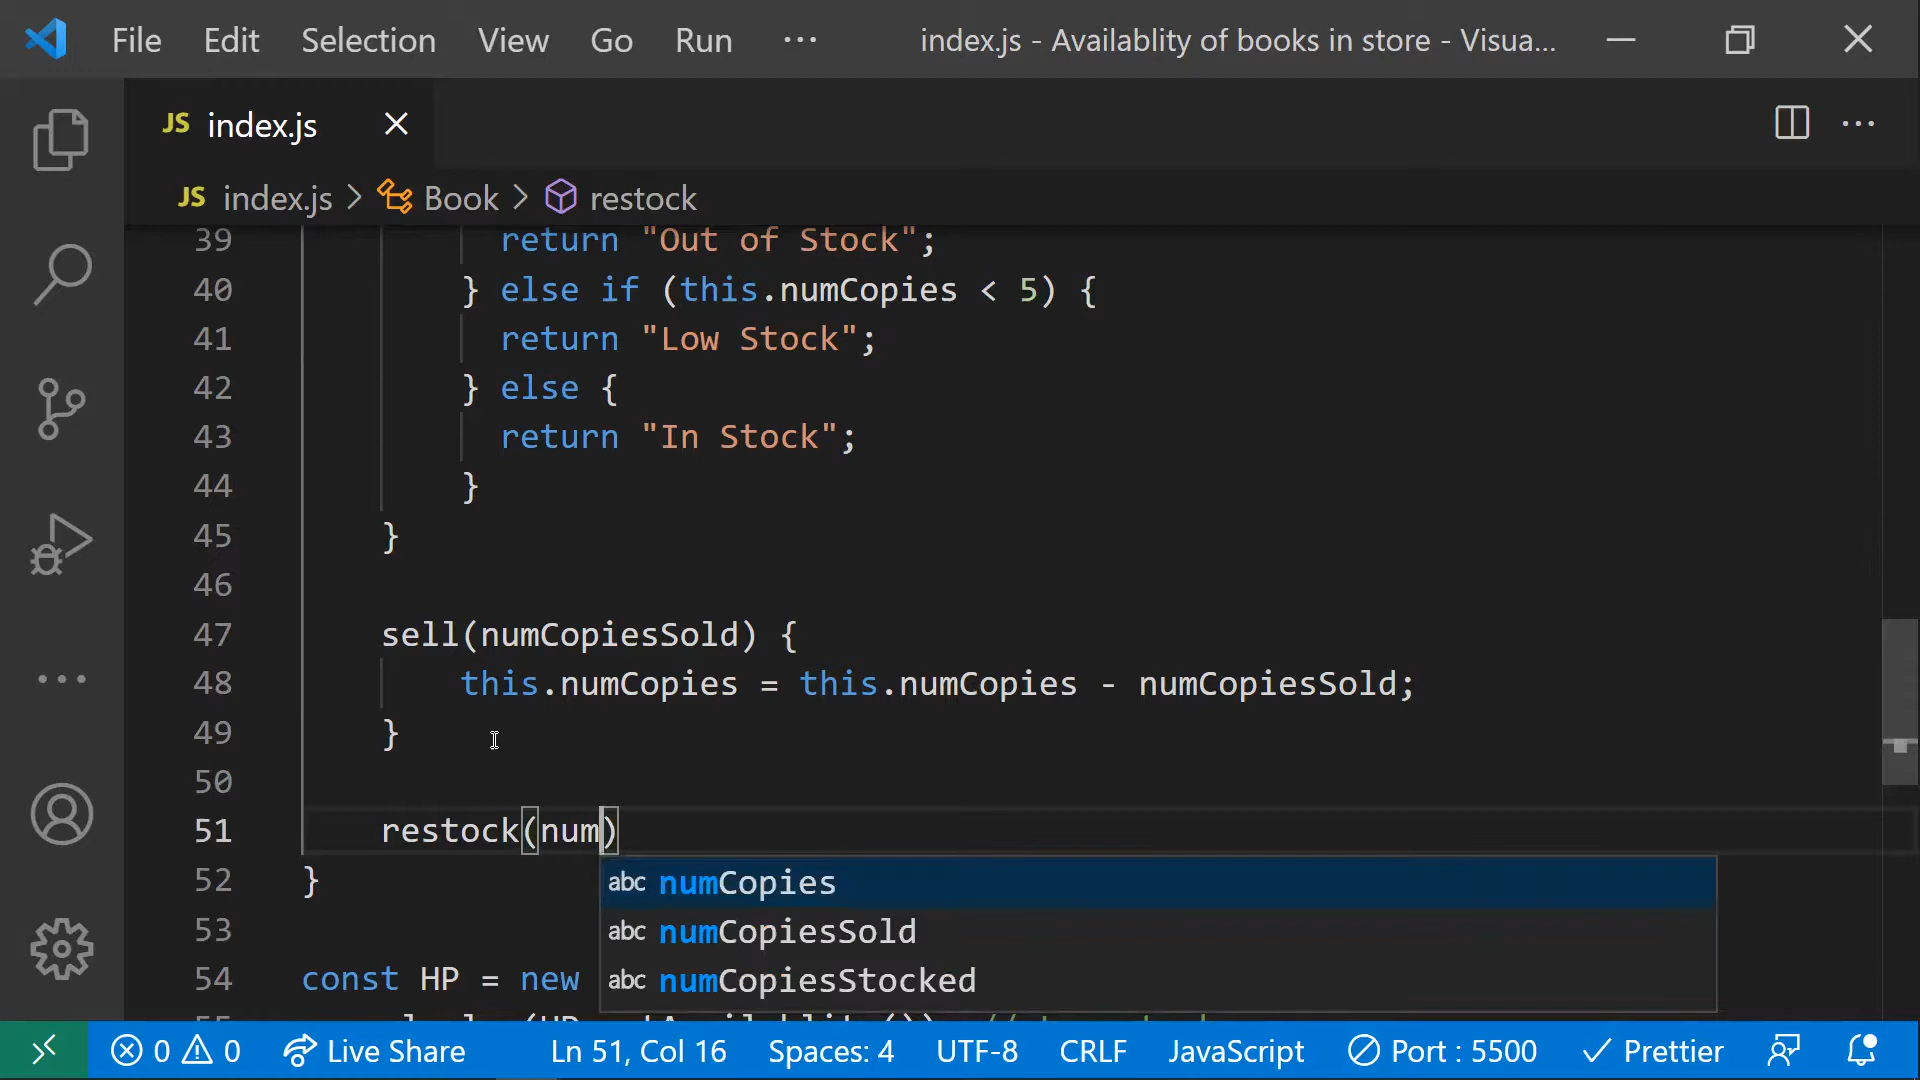 File Edit Selection View Go Run ··· index.js - Availablity of books in store - Visua...
JS index.js
JS index.js > Book > restock
39 return "Out of Stock";
40 } else if (this.numCopies < 5) {
41 return "Low Stock";
42 } else {
43 return "In Stock";
44 }
45 }
46
47 sell(numCopiesSold) {
48 this.numCopies = this.numCopies - numCopiesSold;
49 }
50
51 restock(num)
52 }
abc numCopies
53
abc numCopiesSold
54 const HP = new
abc numCopiesStocked
0 0 Live Share Ln 51, Col 16 Spaces: 4 UTF-8 CRLF JavaScript Port : 5500 Prettier